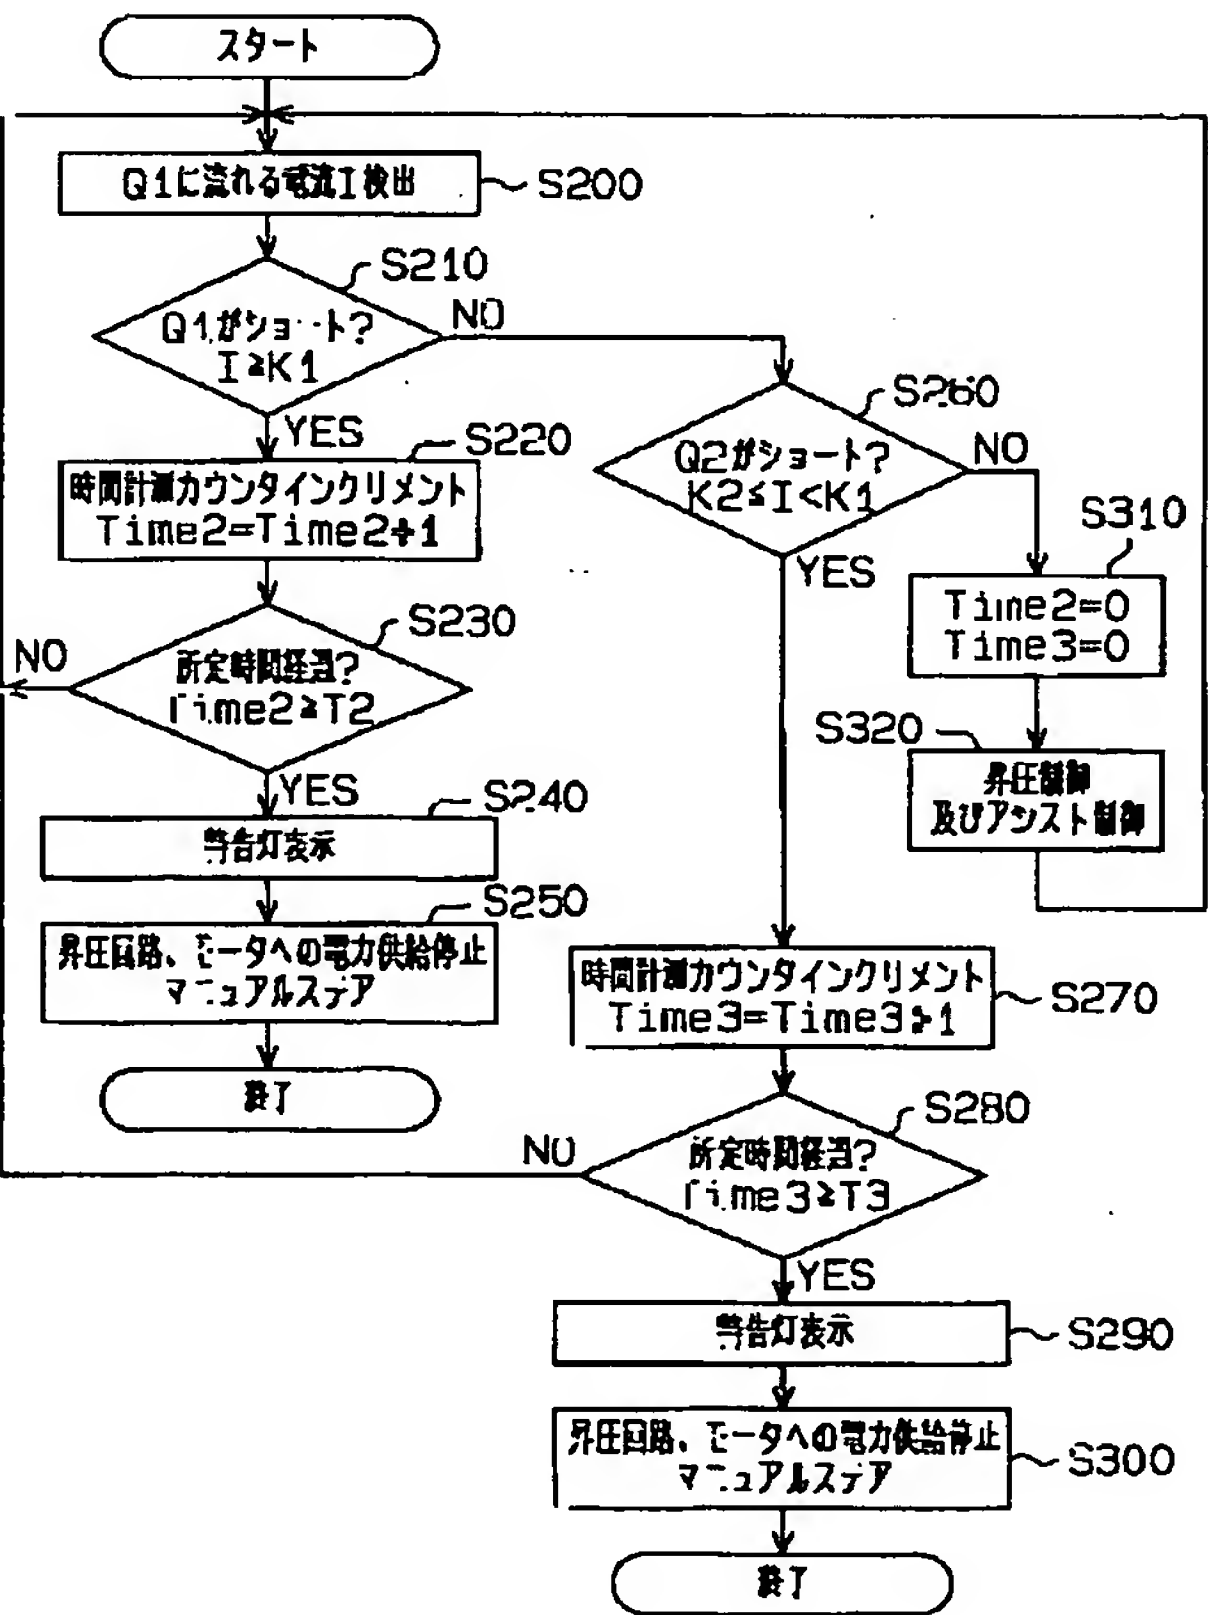 スタート
Q1に流れる電流I検出
S200
S210
Q1がショート?
I≧K1
NO
YES
S220
時間計測カウンタインクリメント
Time2=Time2+1
S230
所定時間経過?
Time2≧T2
NO
YES
S240
警告灯表示
S250
昇圧回路、モータへの電力供給停止
マニュアルステア
終了
S260
Q2がショート?
K2≦I<K1
NO
YES
S310
Time2=0
Time3=0
S320
昇圧制御
及びアシスト制御
S270
時間計測カウンタインクリメント
Time3=Time3+1
S280
所定時間経過?
Time3≧T3
NO
YES
S290
警告灯表示
S300
昇圧回路、モータへの電力供給停止
マニュアルステア
終了